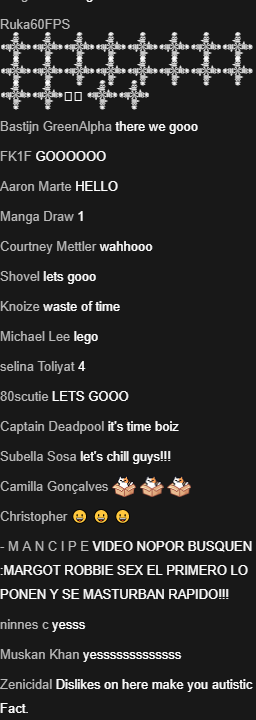 Ruka60FPS
Bastijn GreenAlpha there we gooo
FK1F GOOOOOO
Aaron Marte HELLO
Manga Draw 1
Courtney Mettler wahhooo
Shovel lets gooo
Knoize waste of time
Michael Lee lego
selina Toliyat 4
80scutie LETS GOOO
Captain Deadpool it's time boiz
Subella Sosa let's chill guys!!!
Camilla Gonçalves
Christopher 😀 😀 😀
- M A N C I P E VIDEO NOPOR BUSQUEN
:MARGOT ROBBIE SEX EL PRIMERO LO
PONEN Y SE MASTURBAN RAPIDO!!!
ninnes c yesss
Muskan Khan yessssssssssssss
Zenicidal Dislikes on here make you autistic
Fact.